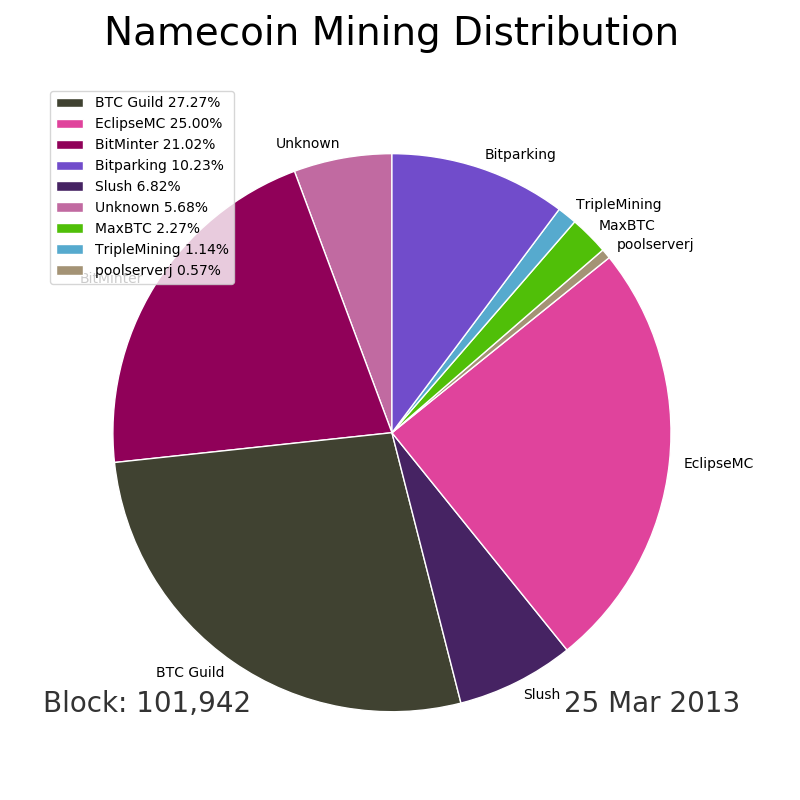 Namecoin Mining Distribution
BTC Guild 27.27%
EclipseMC 25.00%
BitMinter 21.02%
Bitparking 10.23%
Slush 6.82%
Unknown 5.68%
MaxBTC 2.27%
TripleMining 1.14%
poolserverj 0.57%
Unknown
Bitparking
TripleMining
MaxBTC
poolserverj
BitMinter
EclipseMC
BTC Guild
Slush
Block: 101,942
25 Mar 2013